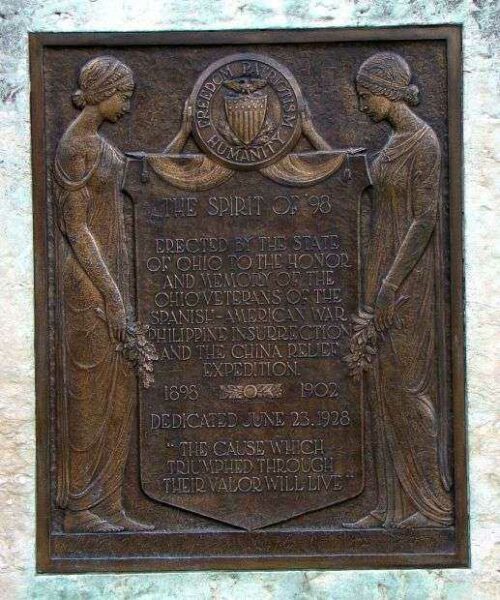 FREEDOM PATRIOTISM
HUMANITY
THE SPIRIT OF 98
ERECTED BY THE STATE
OF OHIO TO THE HONOR
AND MEMORY OF THE
OHIO VETERANS OF THE
SPANISH-AMERICAN WAR
PHILIPPINE INSURRECTION
AND THE CHINA RELIEF
EXPEDITION.
1898 1902
DEDICATED JUNE 23, 1928
"THE CAUSE WHICH
TRIUMPHED THROUGH
THEIR VALOR WILL LIVE"